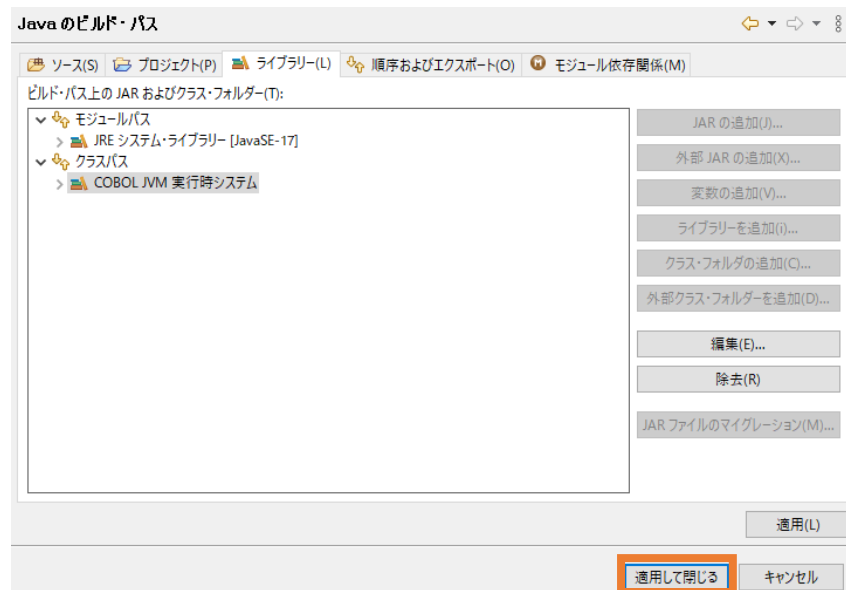 Java のビルド・パス
ソース(S) プロジェクト(P) ライブラリー(L) 順序およびエクスポート(O) モジュール依存関係(M)
ビルド・パス上の JAR およびクラス・フォルダー(T):
モジュールパス
JRE システム・ライブラリー [JavaSE-17]
クラスパス
COBOL JVM 実行時システム
JAR の追加(J)...
外部 JAR の追加(X)...
変数の追加(V)...
ライブラリーを追加(i)...
クラス・フォルダの追加(C)...
外部クラス・フォルダーを追加(D)...
編集(E)...
除去(R)
JAR ファイルのマイグレーション(M)...
適用(L)
適用して閉じる キャンセル